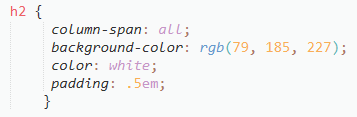 h2 {
column-span: all;
background-color: rgb(79, 185, 227);
color: white;
padding: .5em;
}